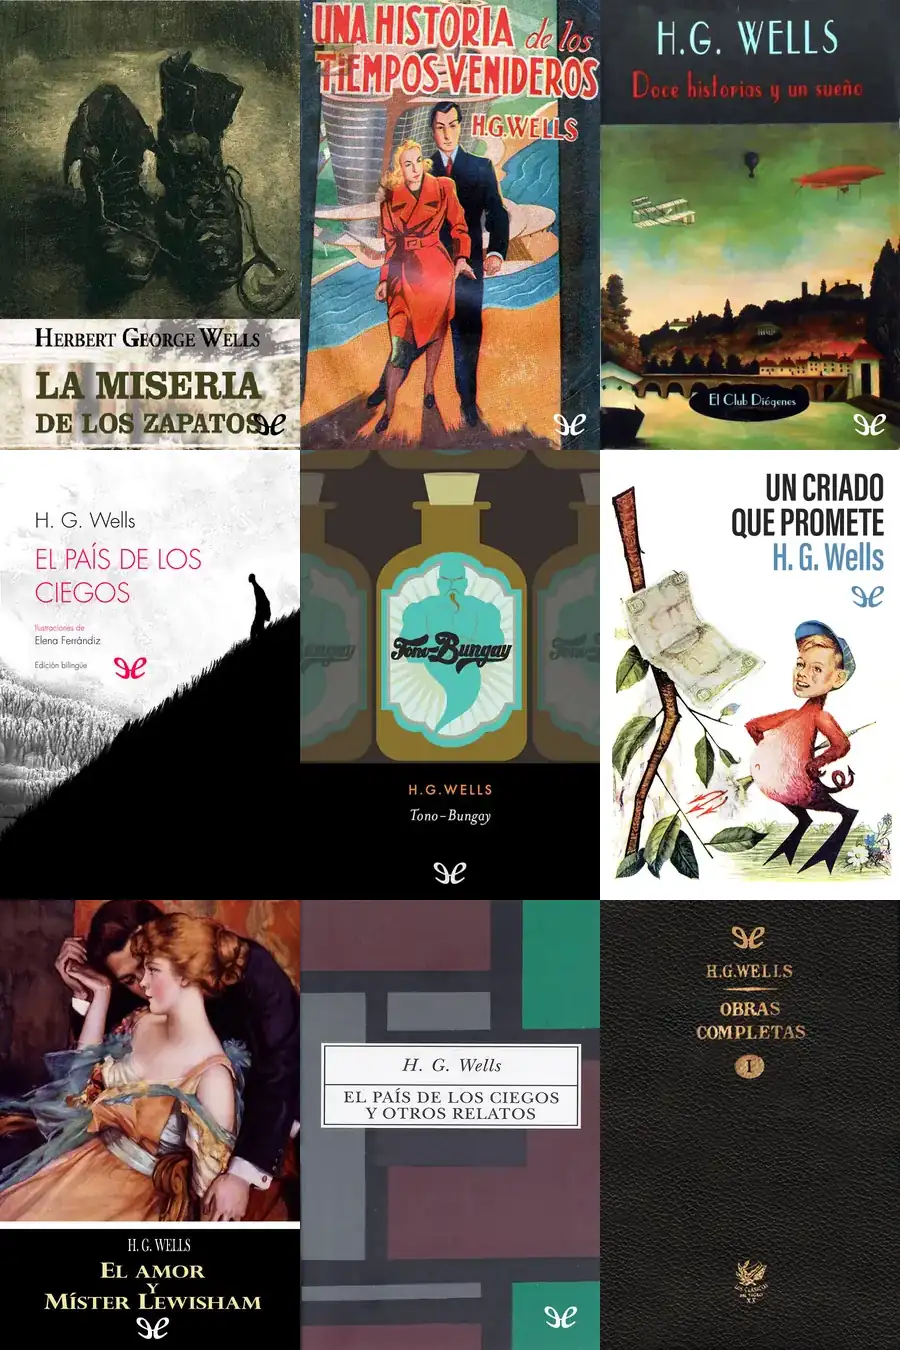 HERBERT GEORGE WELLS
LA MISERIA
DE LOS ZAPATOS
UNA HISTORIA de los
TIEMPOS VENIDEROS
H.G.WELLS
H.G. WELLS
Doce historias y un sueño
El Club Diógenes
H. G. Wells
EL PAÍS DE LOS
CIEGOS
Ilustraciones de
Elena Ferrándiz
Edición bilingüe
Tono-Bungay
H.G.WELLS
Tono-Bungay
UN CRIADO
QUE PROMETE
H. G. Wells
H. G. WELLS
EL AMOR
Y
MÍSTER LEWISHAM
H. G. Wells
EL PAÍS DE LOS CIEGOS
Y OTROS RELATOS
H.G.WELLS
OBRAS
COMPLETAS
I